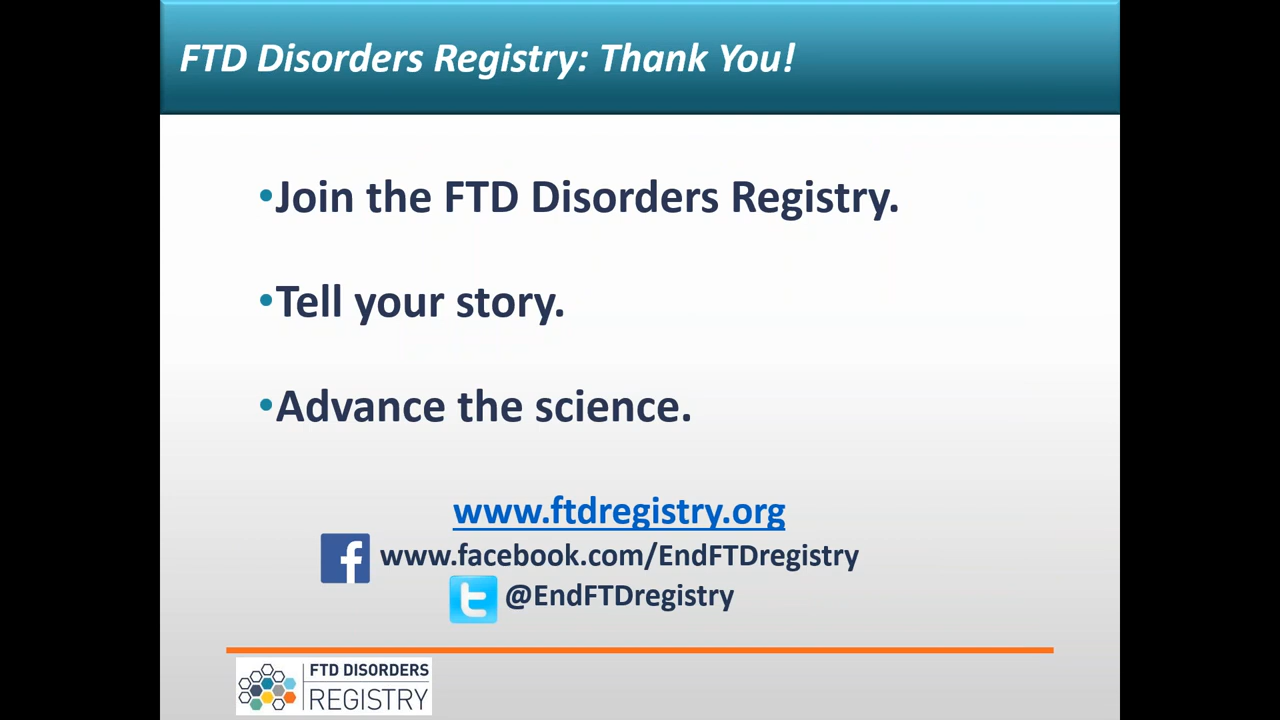 FTD Disorders Registry: Thank You!
•Join the FTD Disorders Registry.
•Tell your story.
•Advance the science.
www.ftdregistry.org
www.facebook.com/EndFTDregistry
@EndFTDregistry
FTD DISORDERS
REGISTRY